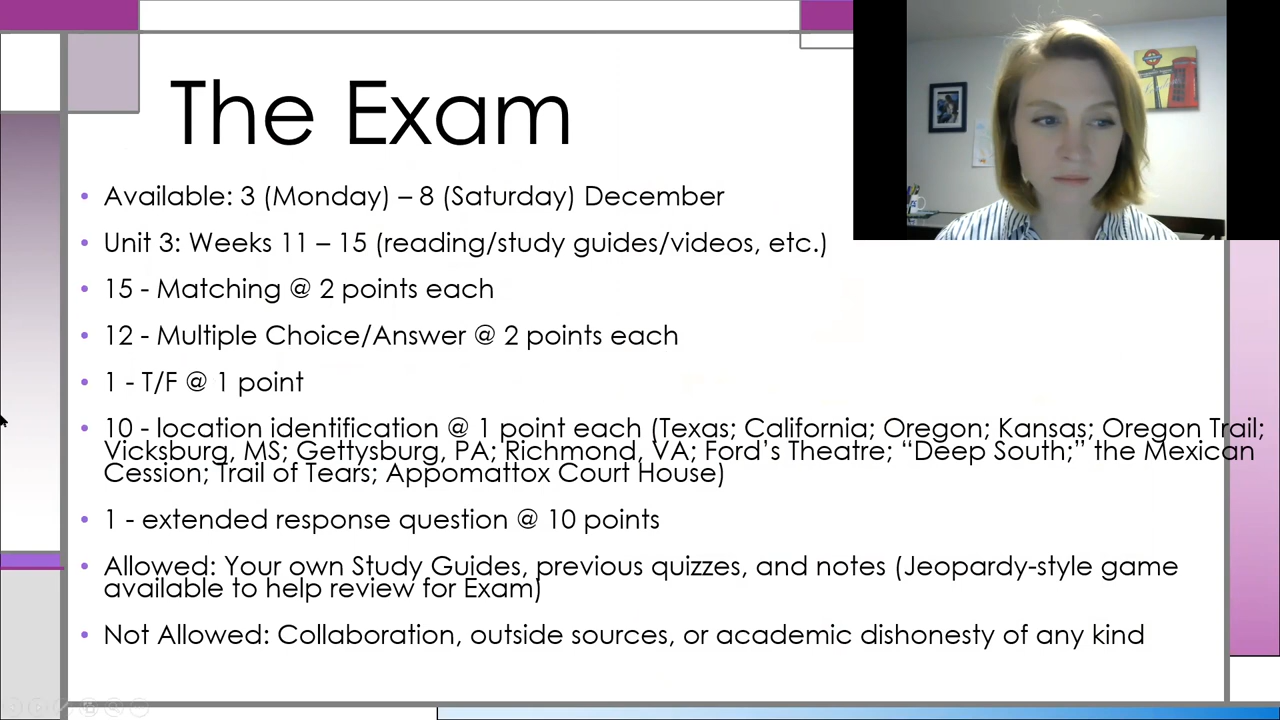 The Exam
• Available: 3 (Monday) – 8 (Saturday) December
• Unit 3: Weeks 11 – 15 (reading/study guides/videos, etc.)
• 15 - Matching @ 2 points each
• 12 - Multiple Choice/Answer @ 2 points each
• 1 - T/F @ 1 point
• 10 - location identification @ 1 point each (Texas; California; Oregon; Kansas; Oregon Trail;
Vicksburg, MS; Gettysburg, PA; Richmond, VA; Ford’s Theatre; “Deep South;” the Mexican
Cession; Trail of Tears; Appomattox Court House)
• 1 - extended response question @ 10 points
• Allowed: Your own Study Guides, previous quizzes, and notes (Jeopardy-style game
available to help review for Exam)
• Not Allowed: Collaboration, outside sources, or academic dishonesty of any kind